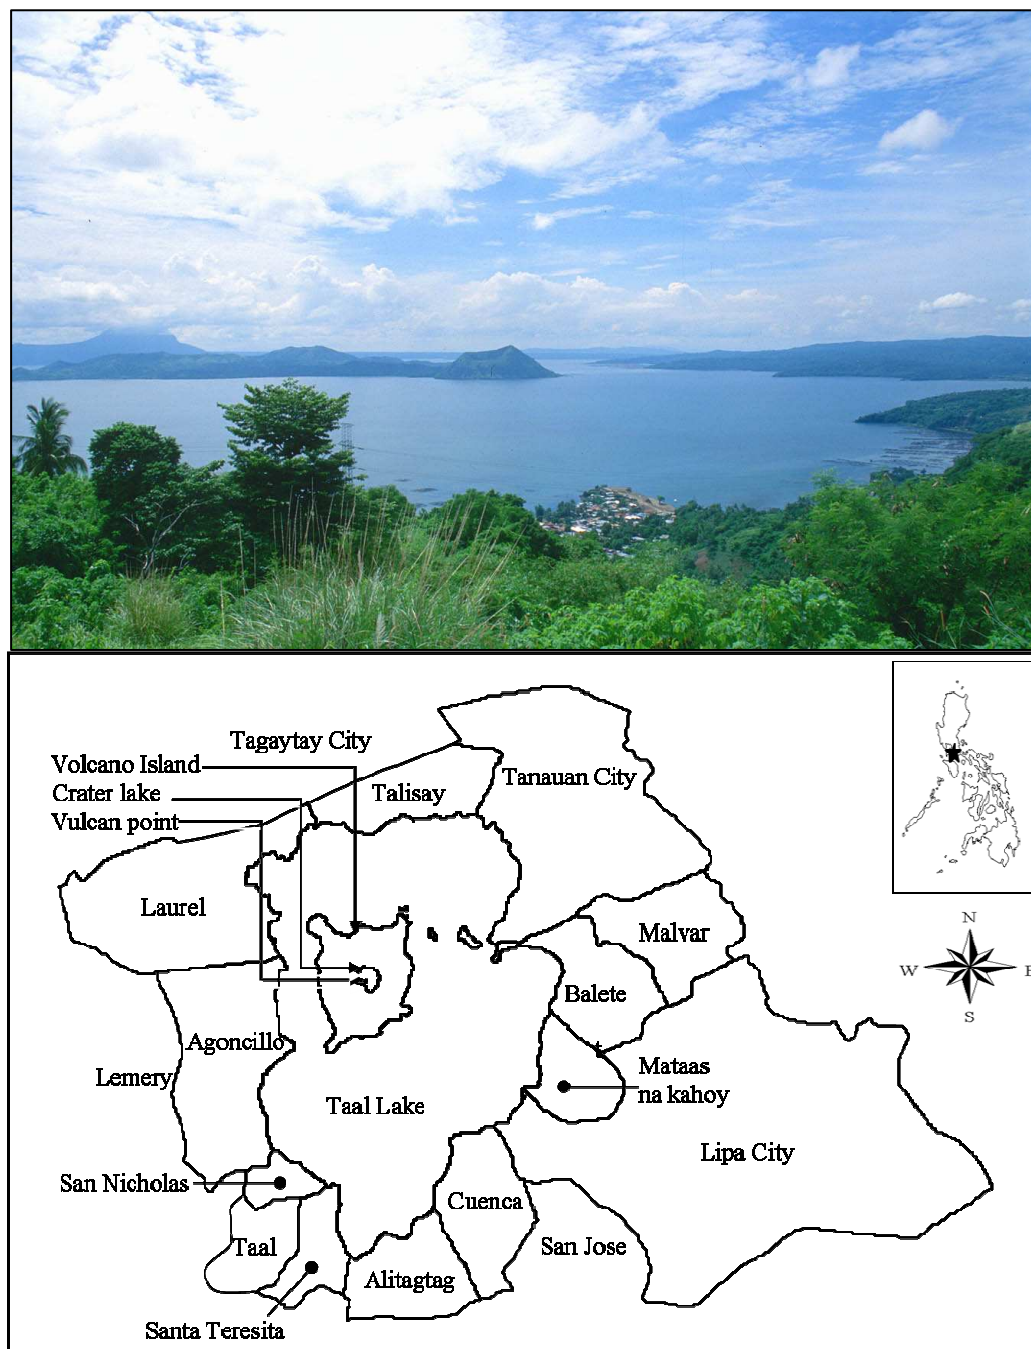 Tagaytay City
Volcano Island
Crater lake
Vulcan point
Talisay
Tanauan City
Laurel
Malvar
N
W
E
S
Balete
Agoncillo
Lemery
Mataas
na kahoy
Taal Lake
Lipa City
San Nicholas
Cuenca
Taal
San Jose
Alitagtag
Santa Teresita